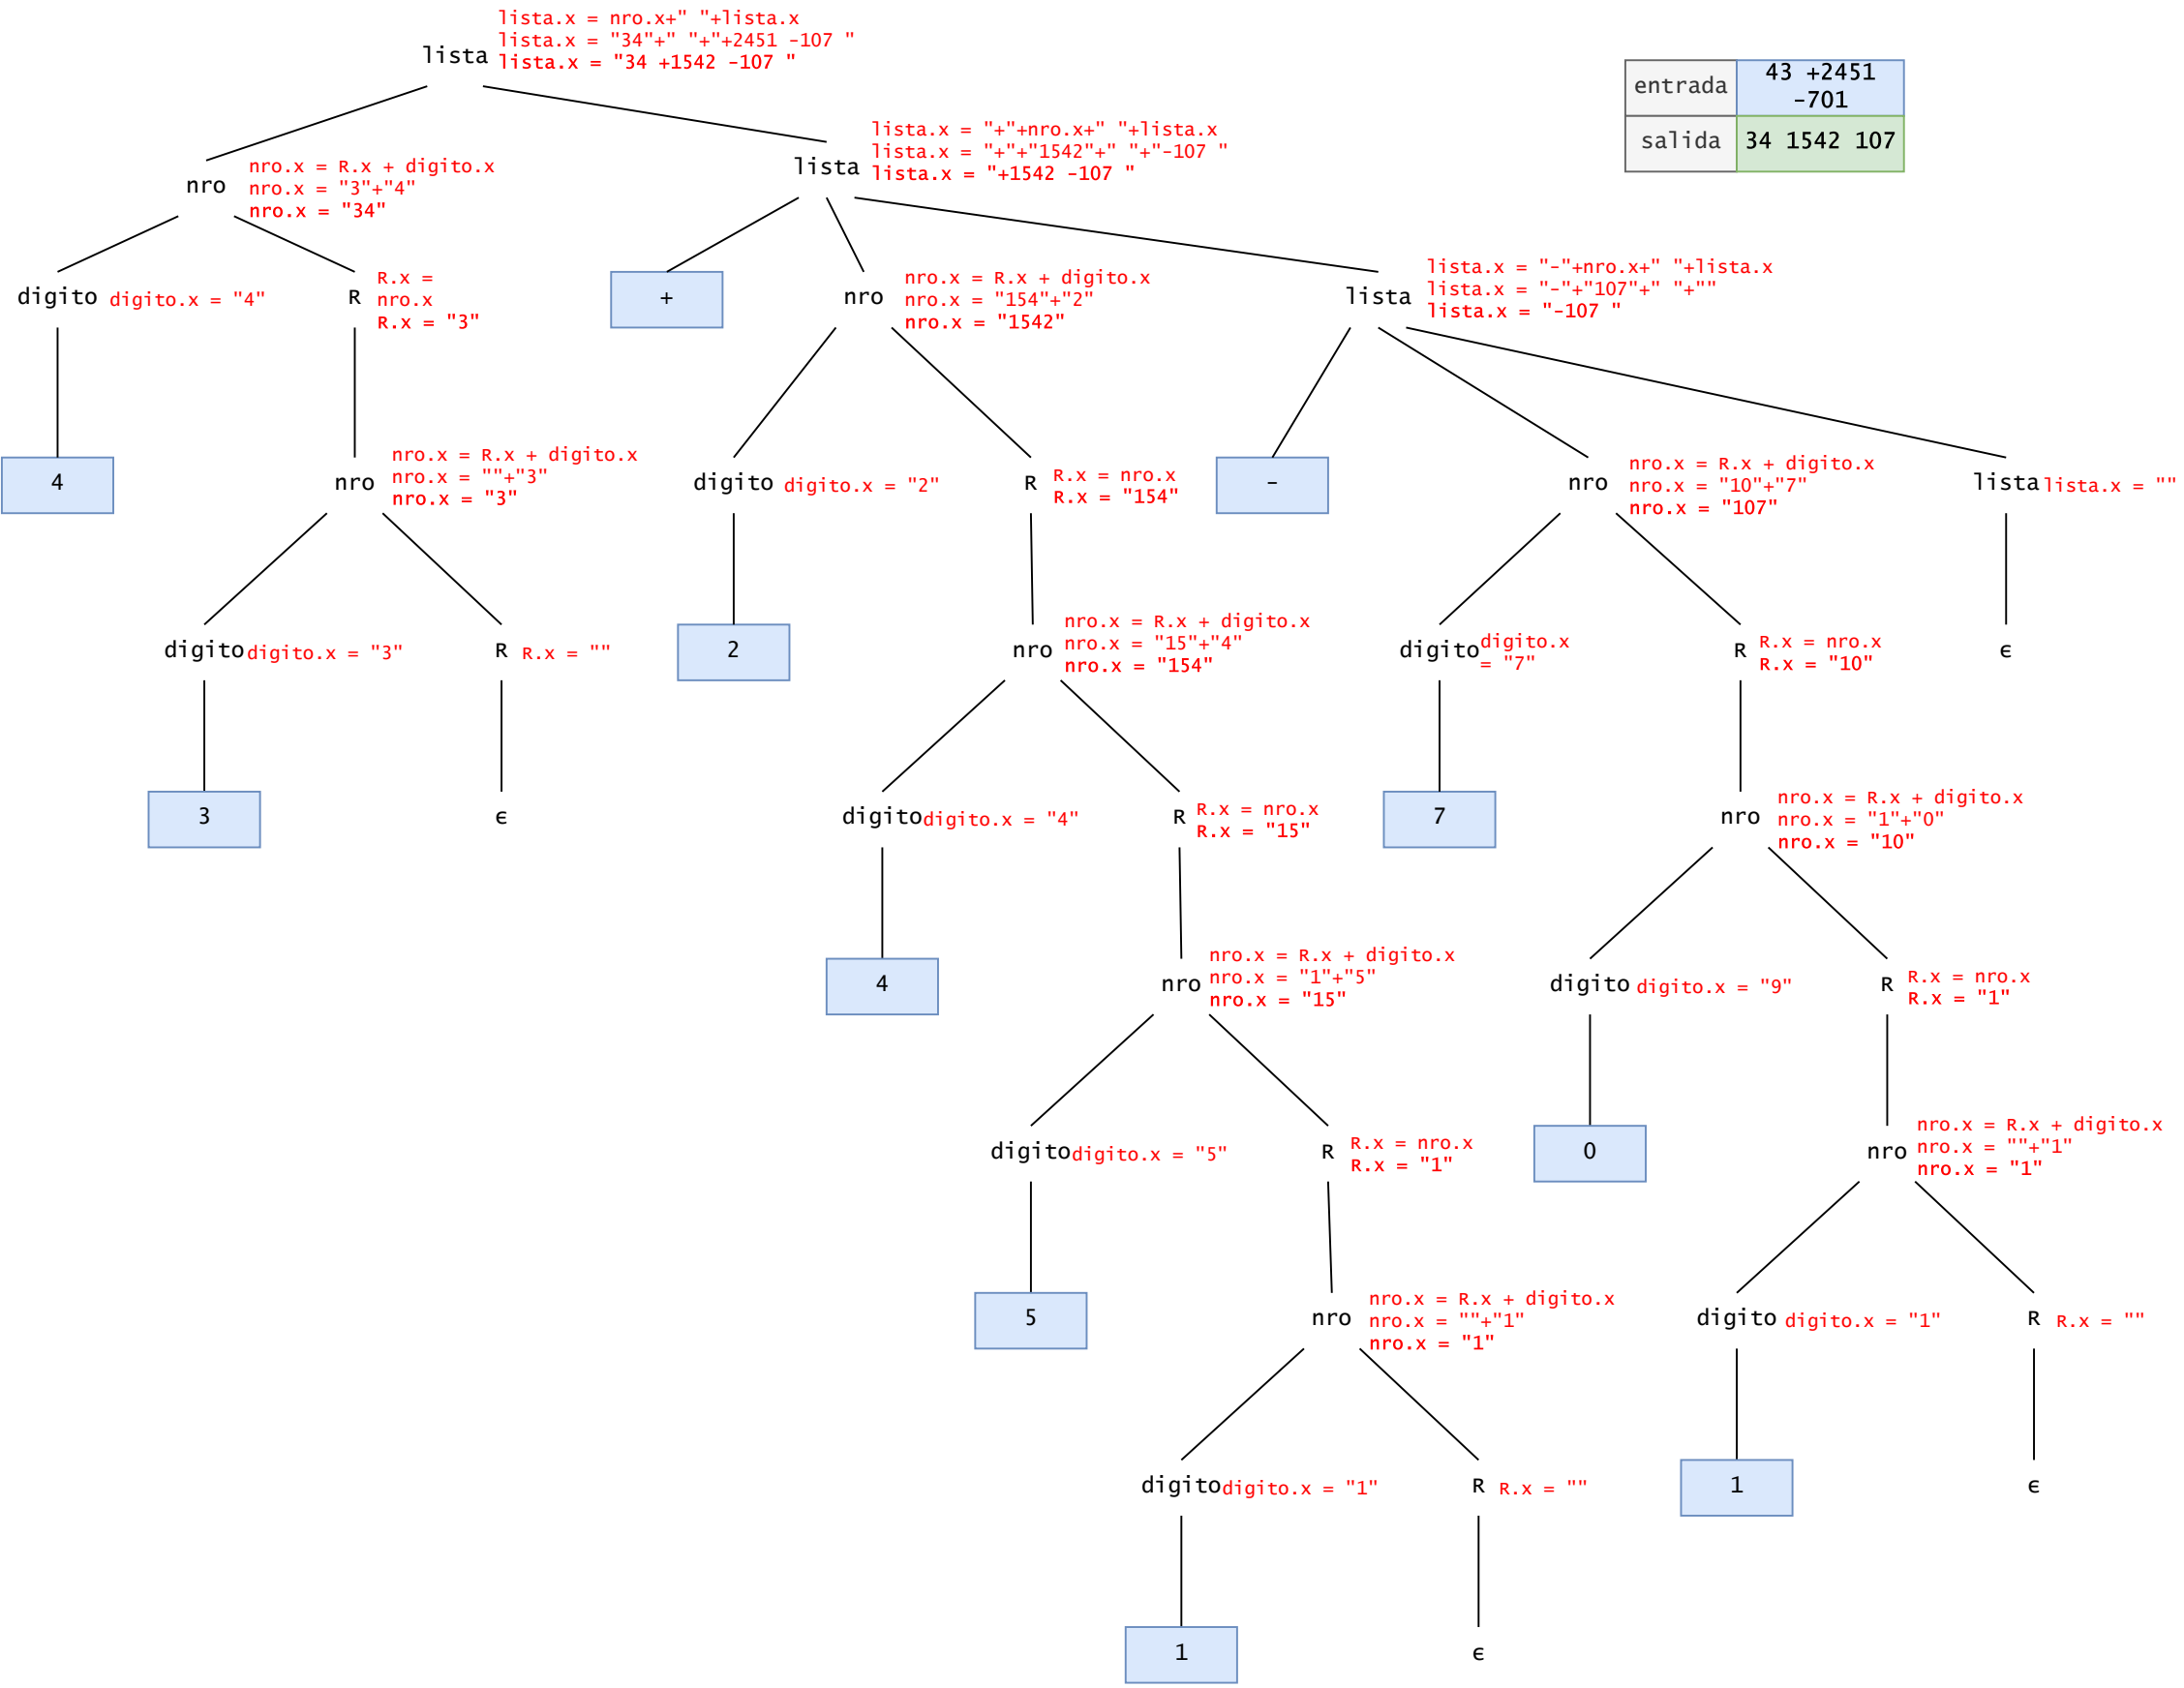 lista.x = nro.x+" "+lista.x
lista.x = "34"+" "+"+2451 -107 "
lista.x = "34 +1542 -107 "
lista
entrada
43 +2451
-701
salida
34 1542 107
lista.x = "+"+nro.x+" "+lista.x
lista.x = "+"+"1542"+" "+"-107 "
lista.x = "+1542 -107 "
lista
nro.x = R.x + digito.x
nro.x = "3"+"4"
nro.x = "34"
nro
digito
digito.x = "4"
R
R.x =
nro.x
R.x = "3"
+
nro
nro.x = R.x + digito.x
nro.x = "154"+"2"
nro.x = "1542"
lista
lista.x = "-"+nro.x+" "+lista.x
lista.x = "-"+"107"+" "+""
lista.x = "-107 "
4
nro
nro.x = R.x + digito.x
nro.x = ""+"3"
nro.x = "3"
digito
digito.x = "2"
R
R.x = nro.x
R.x = "154"
-
nro
nro.x = R.x + digito.x
nro.x = "10"+"7"
nro.x = "107"
lista
lista.x = ""
digito
digito.x = "3"
R
R.x = ""
2
nro
nro.x = R.x + digito.x
nro.x = "15"+"4"
nro.x = "154"
digito
digito.x
= "7"
R
R.x = nro.x
R.x = "10"
ϵ
3
ϵ
digito
digito.x = "4"
R
R.x = nro.x
R.x = "15"
7
nro
nro.x = R.x + digito.x
nro.x = "1"+"0"
nro.x = "10"
4
nro
nro.x = R.x + digito.x
nro.x = "1"+"5"
nro.x = "15"
digito
digito.x = "9"
R
R.x = nro.x
R.x = "1"
digito
digito.x = "5"
R
R.x = nro.x
R.x = "1"
0
nro
nro.x = R.x + digito.x
nro.x = ""+"1"
nro.x = "1"
5
nro
nro.x = R.x + digito.x
nro.x = ""+"1"
nro.x = "1"
digito
digito.x = "1"
R
R.x = ""
digito
digito.x = "1"
R
R.x = ""
1
ϵ
1
ϵ